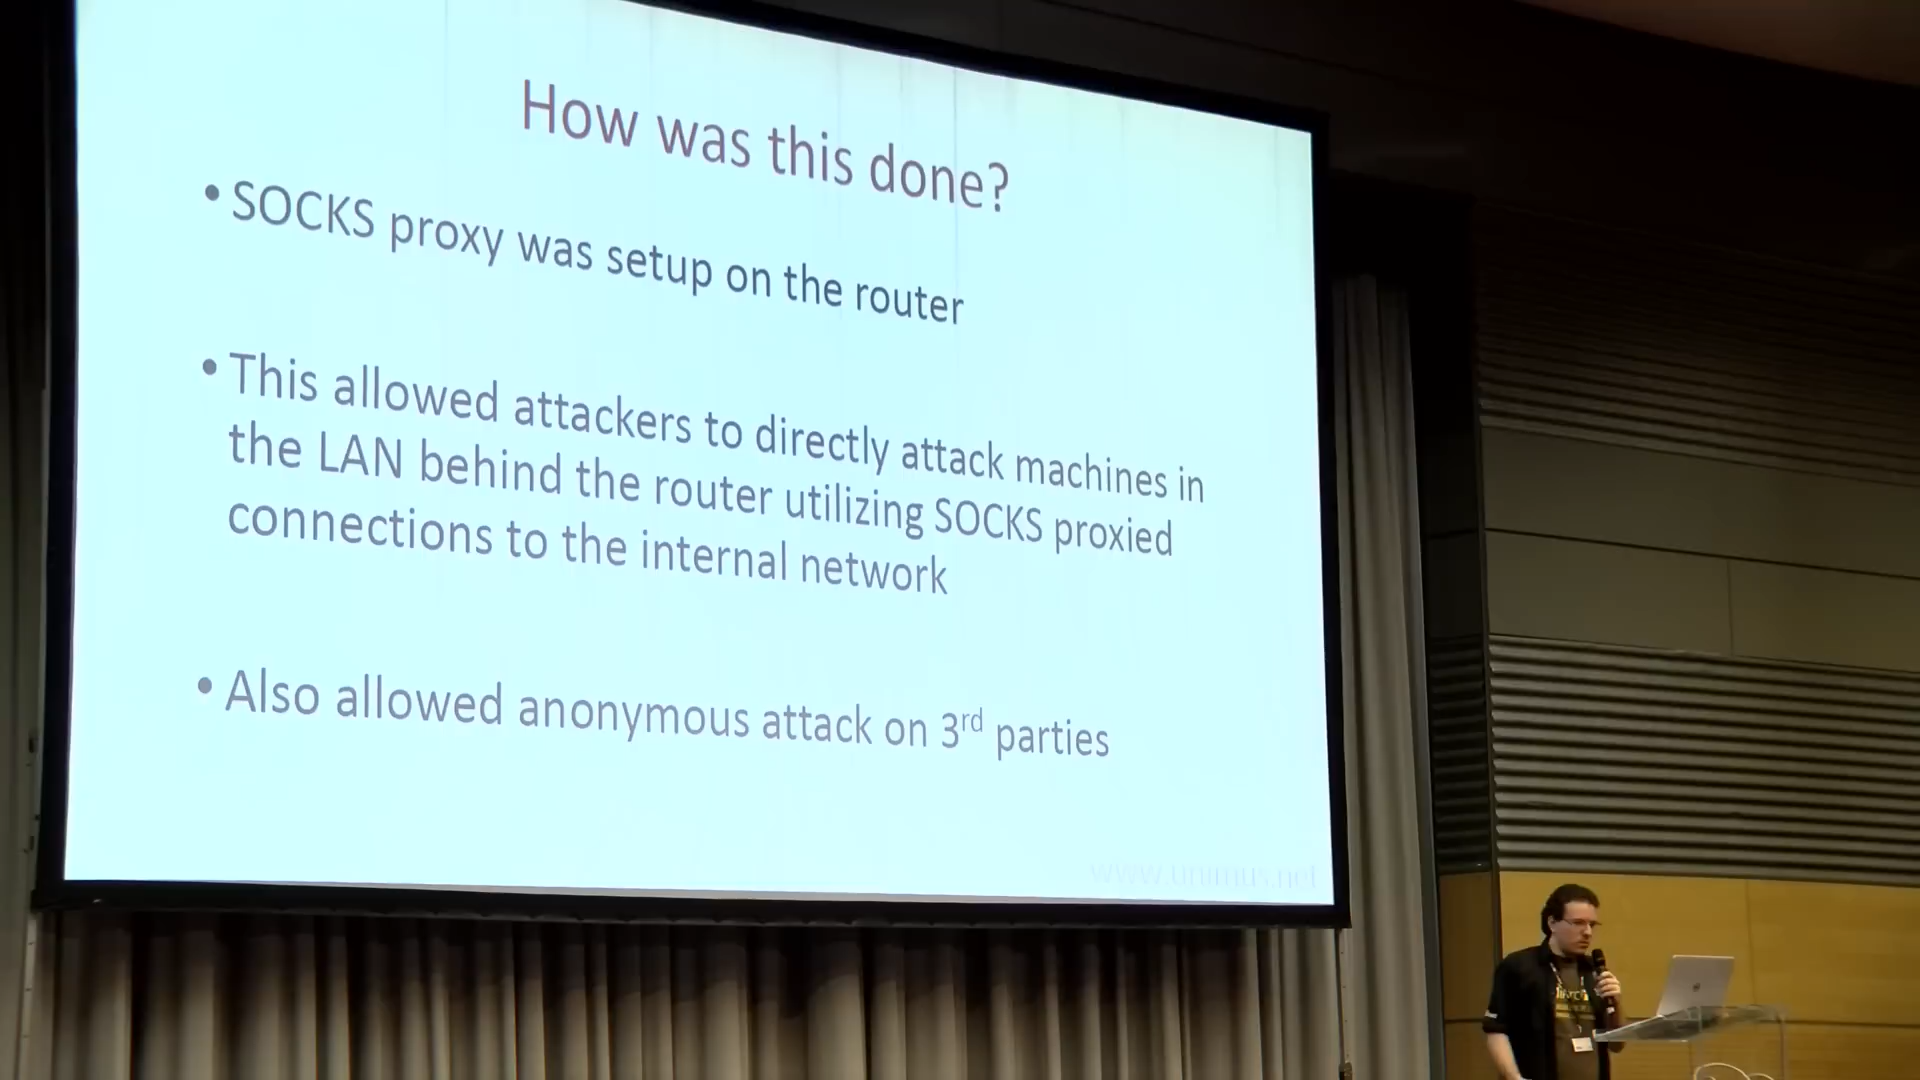 How was this done?
• SOCKS proxy was setup on the router
• This allowed attackers to directly attack machines in
the LAN behind the router utilizing SOCKS proxied
connections to the internal network
• Also allowed anonymous attack on 3rd parties
www.unimus.net